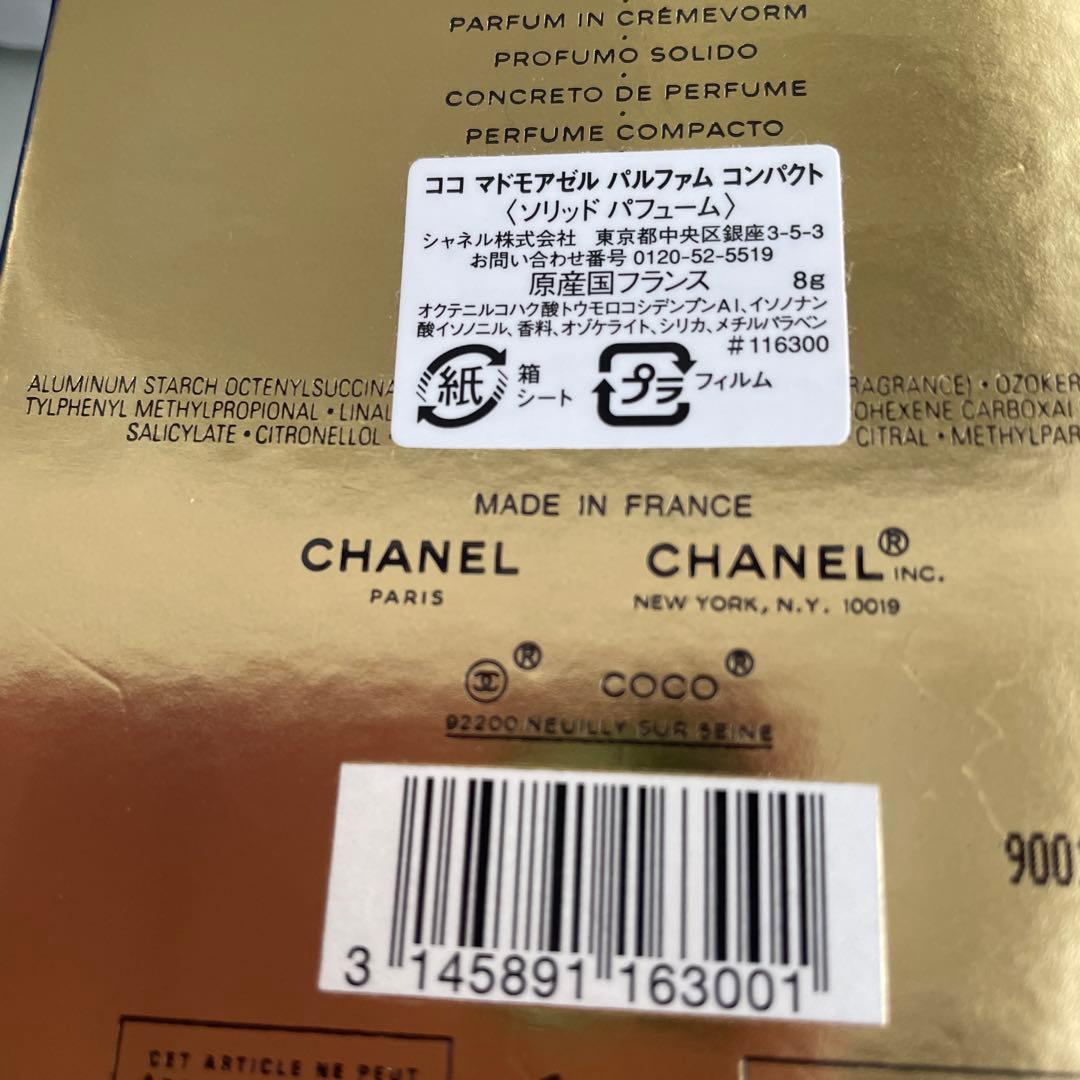 PARFUM IN CRÈMEVORM
PROFUMO SOLIDO
CONCRETO DE PERFUME
PERFUME COMPACTO
ココ マドモアゼル パルファム コンパクト
〈ソリッド パフューム〉
シャネル株式会社 東京都中央区銀座3-5-3
お問い合わせ番号 0120-52-5519
原産国フランス 8g
オクテニルコハク酸トウモロコシデンプンAl、イソノナン
酸イソノニル、香料、オゾケライト、シリカ、メチルパラベン
#116300
紙 箱 シート プラ フィルム
ALUMINUM STARCH OCTENYLSUCCINA RAGRANCE) • OZOKER
TYLPHENYL METHYLPROPIONAL • LINAL OHEXENE CARBOXAL
SALICYLATE • CITRONELLOL • CITRAL • METHYLPAR
MADE IN FRANCE
CHANEL CHANEL® INC.
PARIS NEW YORK, N.Y. 10019
® COCO®
92200 NEUILLY SUR SEINE
9001
3 145891 163001
CET ARTICLE NE PEUT